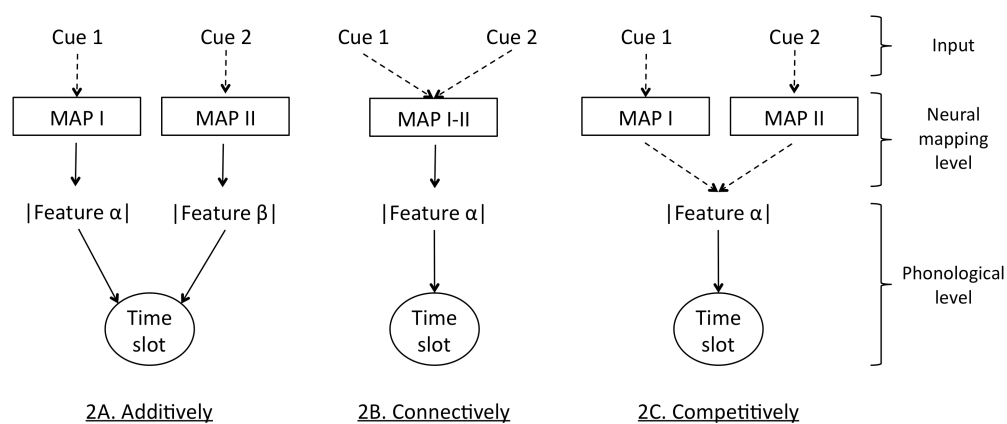 Cue 1
Cue 2
MAP I
MAP II
|Feature α|
|Feature β|
Time
slot
2A. Additively
Cue 1
Cue 2
MAP I-II
|Feature α|
Time
slot
2B. Connectively
Cue 1
Cue 2
MAP I
MAP II
|Feature α|
Time
slot
2C. Competitively
Input
Neural
mapping
level
Phonological
level